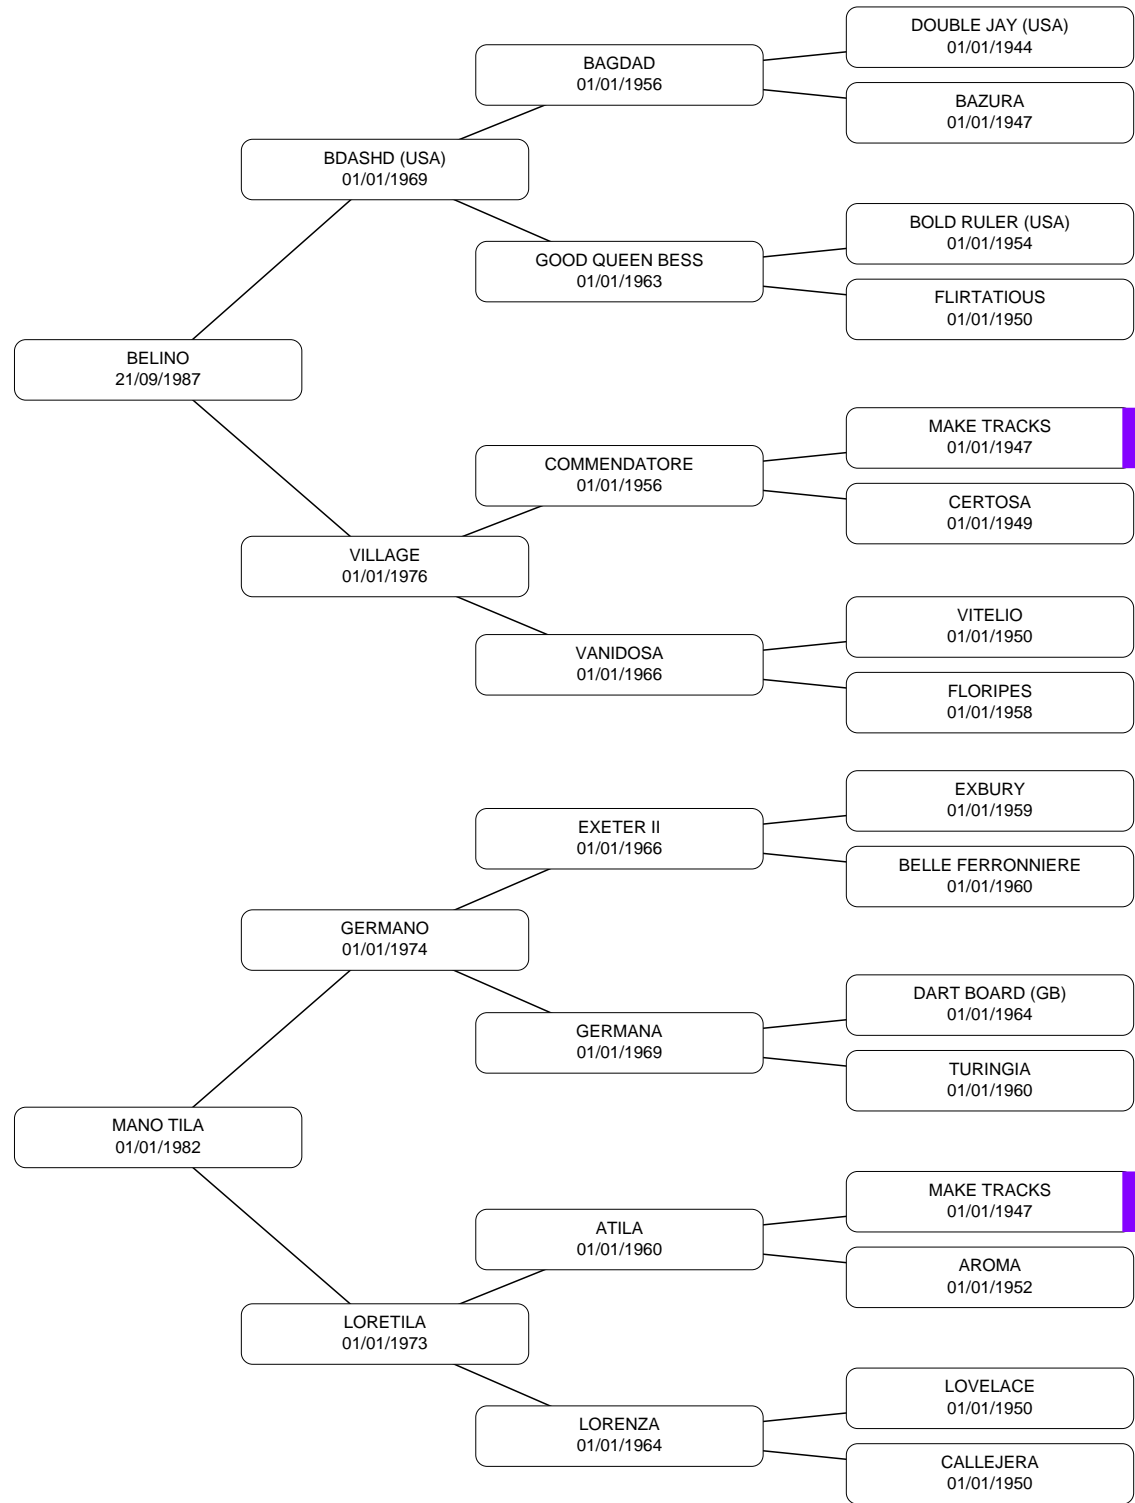 DOUBLE JAY (USA)
01/01/1944
BAGDAD
01/01/1956
BAZURA
01/01/1947
BDASHD (USA)
01/01/1969
BOLD RULER (USA)
01/01/1954
GOOD QUEEN BESS
01/01/1963
FLIRTATIOUS
01/01/1950
BELINO
21/09/1987
MAKE TRACKS
01/01/1947
COMMENDATORE
01/01/1956
CERTOSA
01/01/1949
VILLAGE
01/01/1976
VITELIO
01/01/1950
VANIDOSA
01/01/1966
FLORIPES
01/01/1958
EXBURY
01/01/1959
EXETER II
01/01/1966
BELLE FERRONNIERE
01/01/1960
GERMANO
01/01/1974
DART BOARD (GB)
01/01/1964
GERMANA
01/01/1969
TURINGIA
01/01/1960
MANO TILA
01/01/1982
MAKE TRACKS
01/01/1947
ATILA
01/01/1960
AROMA
01/01/1952
LORETILA
01/01/1973
LOVELACE
01/01/1950
LORENZA
01/01/1964
CALLEJERA
01/01/1950